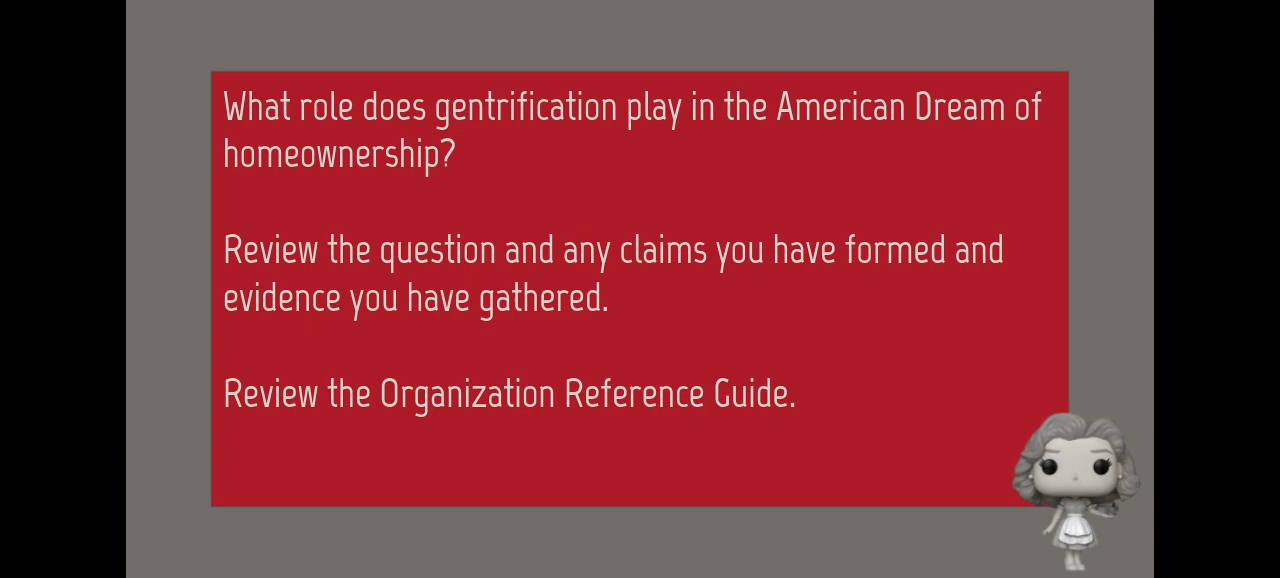 What role does gentrification play in the American Dream of
homeownership?
Review the question and any claims you have formed and
evidence you have gathered.
Review the Organization Reference Guide.